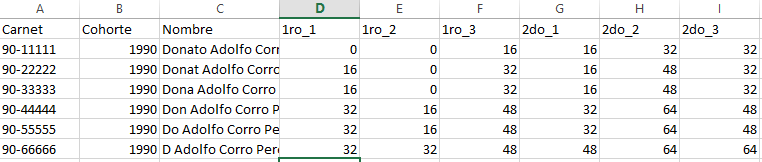 A B C D E F G H I
Carnet Cohorte Nombre 1ro_1 1ro_2 1ro_3 2do_1 2do_2 2do_3
90-11111 1990 Donato Adolfo Corr 0 0 16 16 32 32
90-22222 1990 Donat Adolfo Corro 16 0 32 16 48 32
90-33333 1990 Dona Adolfo Corro 16 0 32 16 48 32
90-44444 1990 Don Adolfo Corro P 32 16 48 32 64 48
90-55555 1990 Do Adolfo Corro Pe 32 16 48 32 64 48
90-66666 1990 D Adolfo Corro Pere 32 32 48 48 64 64